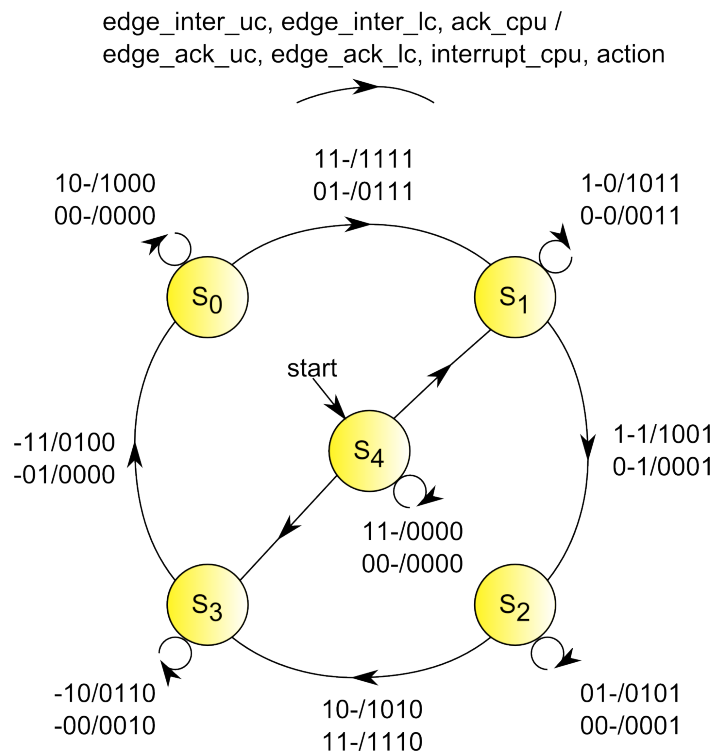 edge_inter_uc, edge_inter_lc, ack_cpu /
edge_ack_uc, edge_ack_lc, interrupt_cpu, action
11-/1111
01-/0111
10-/1000
00-/0000
1-0/1011
0-0/0011
S0
S1
start
S4
-11/0100
-01/0000
1-1/1001
0-1/0001
11-/0000
00-/0000
S3
S2
-10/0110
-00/0010
10-/1010
11-/1110
01-/0101
00-/0001